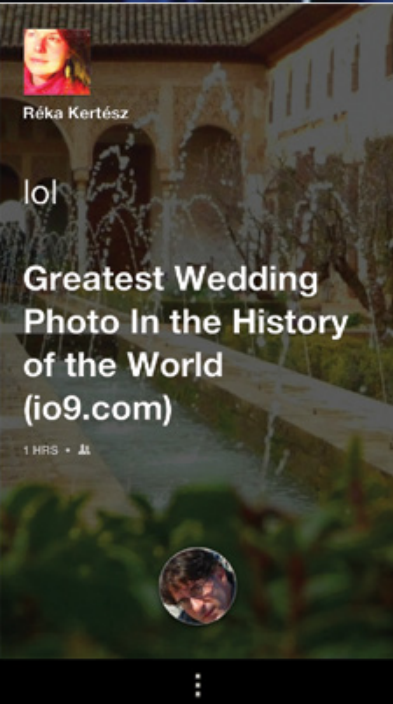 Réka Kertész
lol
Greatest Wedding
Photo In the History
of the World
(io9.com)
1 HRS •